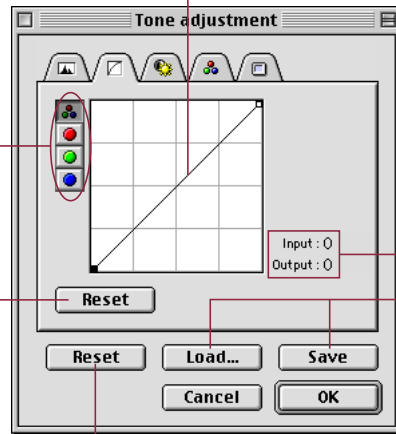 Tone adjustment
Input : 0
Output : 0
Reset
Reset Load... Save
Cancel OK